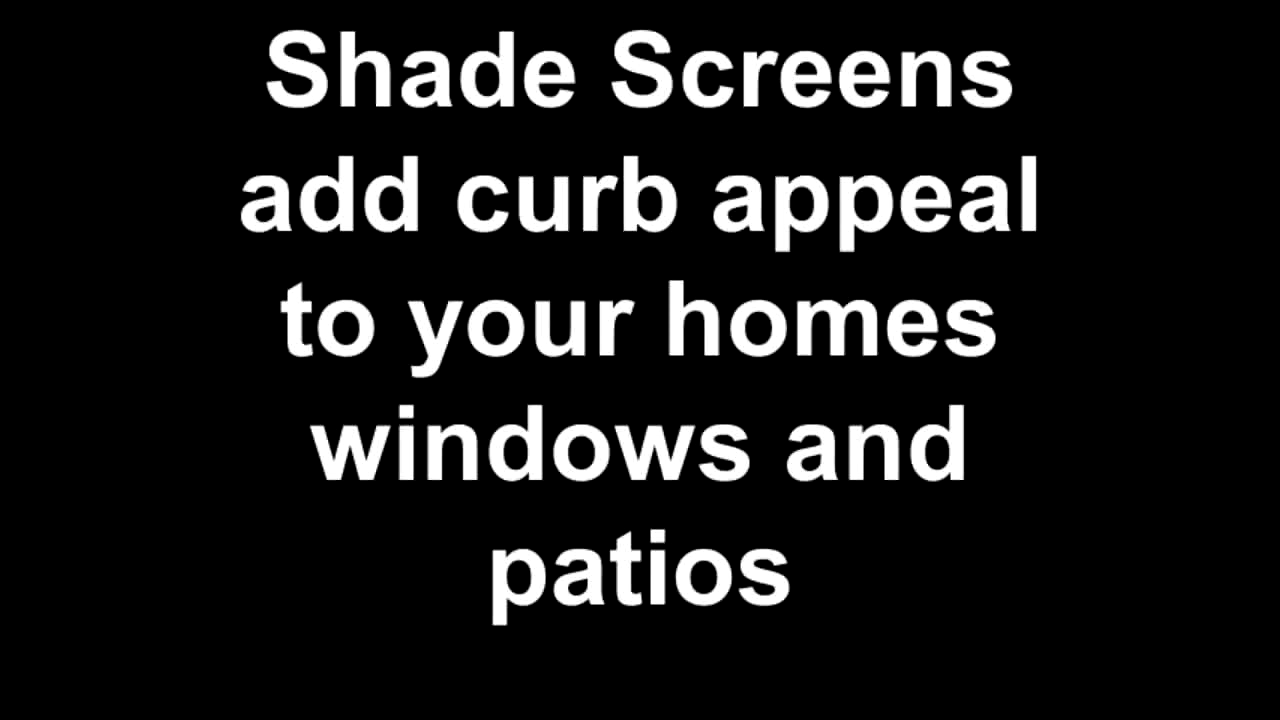 Shade Screens
add curb appeal
to your homes
windows and
patios